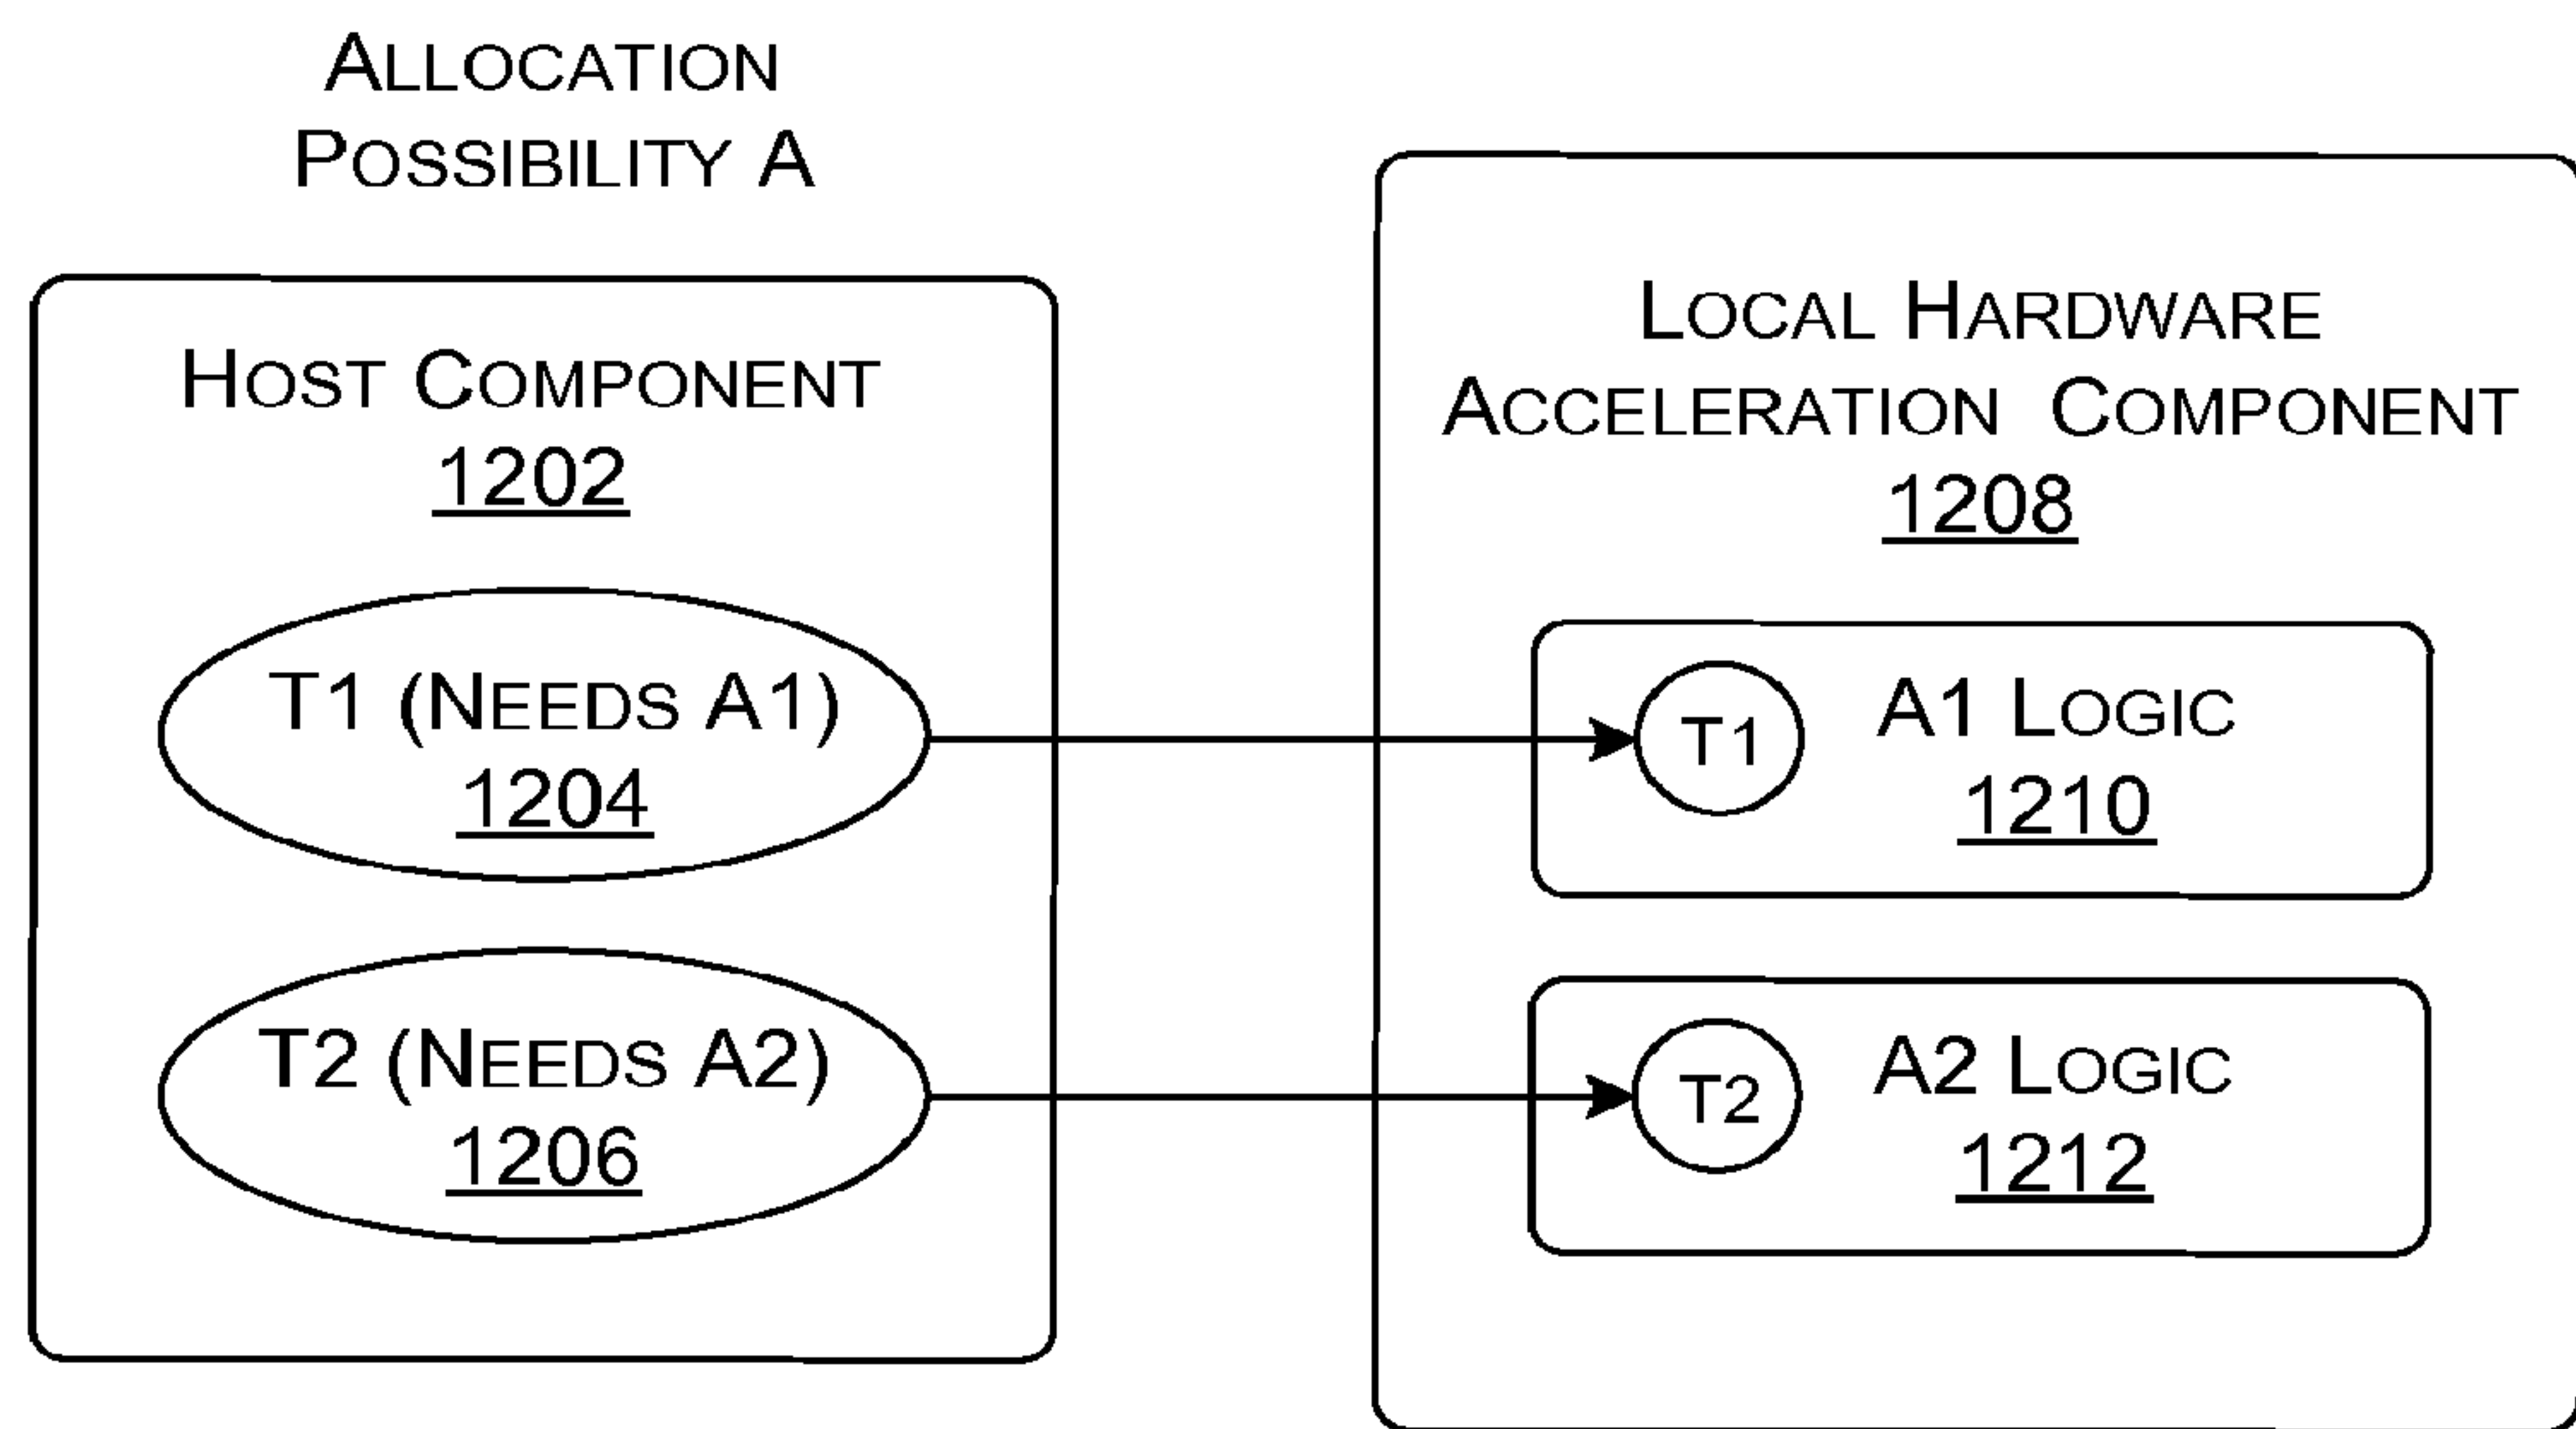 ALLOCATION
POSSIBILITY A
HOST COMPONENT
1202
T1 (NEEDS A1)
1204
T2 (NEEDS A2)
1206
LOCAL HARDWARE
ACCELERATION COMPONENT
1208
T1
A1 LOGIC
1210
T2
A2 LOGIC
1212